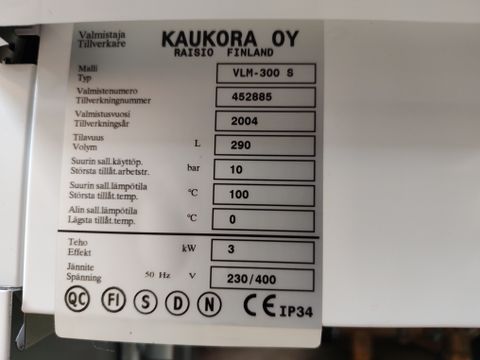 Valmistaja KAUKORA OY
Tillverkare RAISIO FINLAND
Malli
Typ VLM-300 S
Valmistenumero
Tillverkningnummer 452885
Valmistusvuosi
Tillverkningsår 2004
Tilavuus
Volym L 290
Suurin sall.käyttöp.
Största tillåt.arbetstr. bar 10
Suurin sall.lämpötila
Största tillåt.temp. °C 100
Alin sall.lämpötila
Lägsta tillåt.temp. °C 0
Teho
Effekt kW 3
Jännite
Spänning 50 Hz V 230/400
QC FI S D N CE IP34